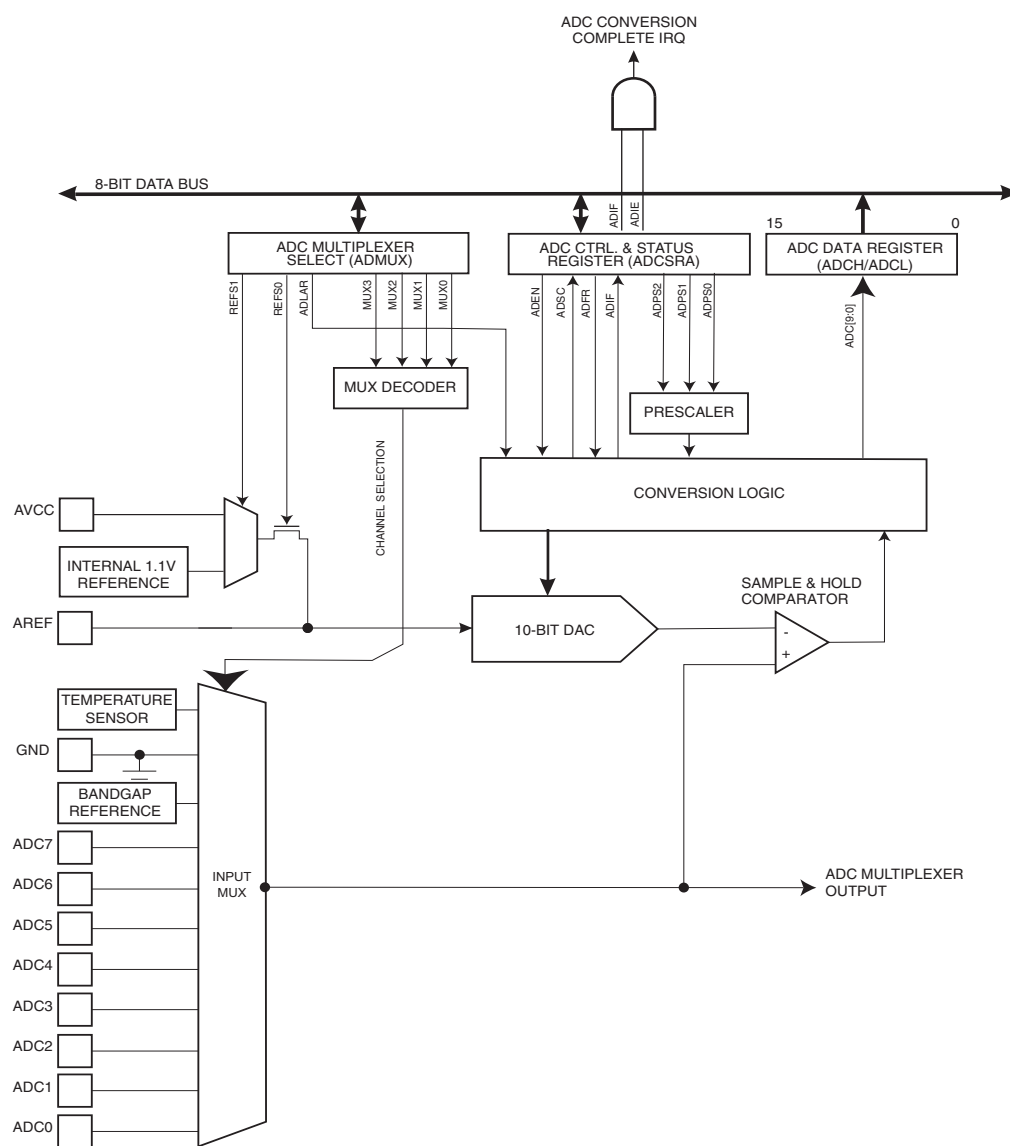 ADC CONVERSION
COMPLETE IRQ
8-BIT DATA BUS
ADIF
ADIE
15
0
ADC MULTIPLEXER
SELECT (ADMUX)
ADC CTRL. & STATUS
REGISTER (ADCSRA)
ADC DATA REGISTER
(ADCH/ADCL)
REFS1
REFS0
ADLAR
MUX3
MUX2
MUX1
MUX0
ADEN
ADSC
ADFR
ADIF
ADPS2
ADPS1
ADPS0
ADC[9:0]
MUX DECODER
PRESCALER
CHANNEL SELECTION
CONVERSION LOGIC
AVCC
INTERNAL 1.1V
REFERENCE
SAMPLE & HOLD
COMPARATOR
AREF
10-BIT DAC
-
+
TEMPERATURE
SENSOR
GND
BANDGAP
REFERENCE
ADC7
INPUT
MUX
ADC MULTIPLEXER
OUTPUT
ADC6
ADC5
ADC4
ADC3
ADC2
ADC1
ADC0